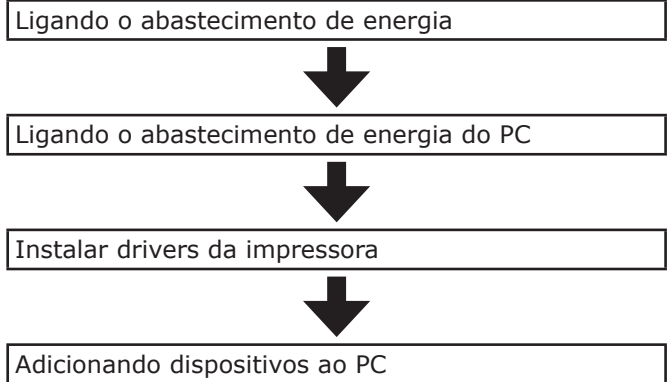 Ligando o abastecimento de energia
Ligando o abastecimento de energia do PC
Instalar drivers da impressora
Adicionando dispositivos ao PC